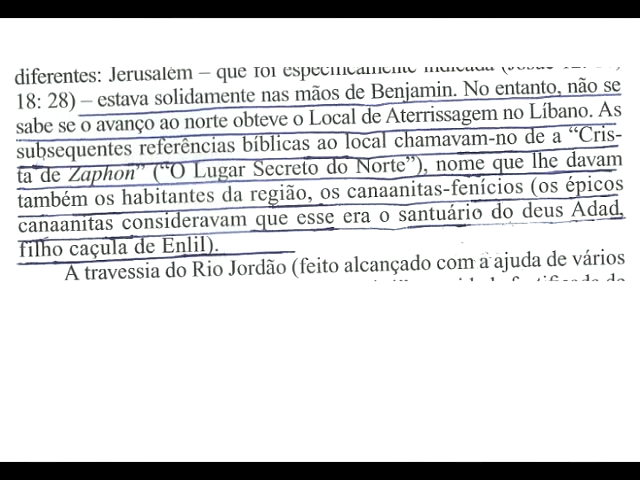 diferentes: Jerusalém – que foi especificamente indicada (Josué
18: 28) – estava solidamente nas mãos de Benjamin. No entanto, não se
sabe se o avanço ao norte obteve o Local de Aterrissagem no Líbano. As
subsequentes referências bíblicas ao local chamavam-no de a “Cris-
ta de Zaphon” (“O Lugar Secreto do Norte”), nome que lhe davam
também os habitantes da região, os canaanitas-fenícios (os épicos
canaanitas consideravam que esse era o santuário do deus Adad,
filho caçula de Enlil).
A travessia do Rio Jordão (feito alcançado com a ajuda de vários